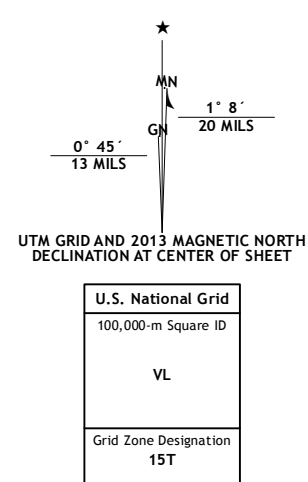 ★
MN
GN
1° 8´
20 MILS
0° 45´
13 MILS
UTM GRID AND 2013 MAGNETIC NORTH
DECLINATION AT CENTER OF SHEET
U.S. National Grid
100,000-m Square ID
VL
Grid Zone Designation
15T